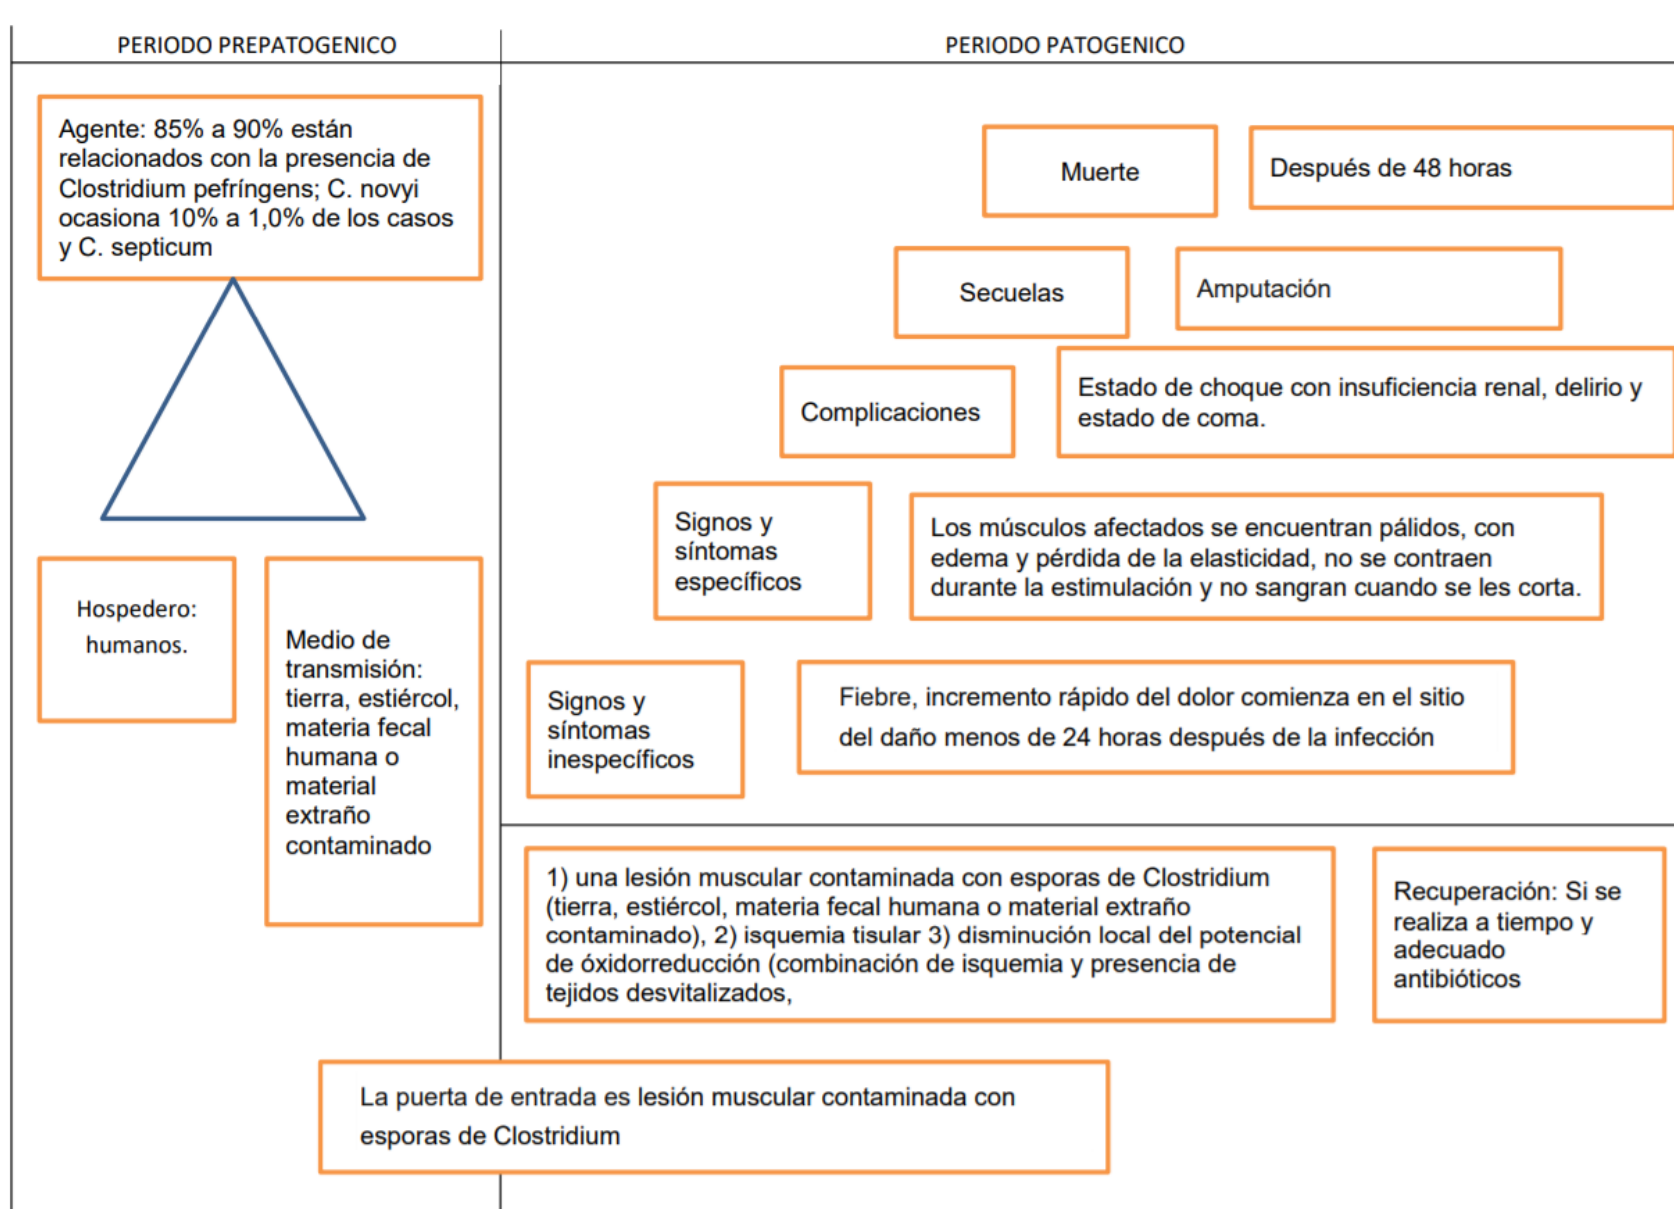 PERIODO PREPATOGENICO
PERIODO PATOGENICO
Agente: 85% a 90% están
relacionados con la presencia de
Clostridium pefríngens; C. novyi
ocasiona 10% a 1,0% de los casos
y C. septicum
Hospedero:
humanos.
Medio de
transmisión:
tierra, estiércol,
materia fecal
humana o
material
extraño
contaminado
Muerte
Después de 48 horas
Secuelas
Amputación
Complicaciones
Estado de choque con insuficiencia renal, delirio y
estado de coma.
Signos y
síntomas
específicos
Los músculos afectados se encuentran pálidos, con
edema y pérdida de la elasticidad, no se contraen
durante la estimulación y no sangran cuando se les corta.
Signos y
síntomas
inespecíficos
Fiebre, incremento rápido del dolor comienza en el sitio
del daño menos de 24 horas después de la infección
1) una lesión muscular contaminada con esporas de Clostridium
(tierra, estiércol, materia fecal humana o material extraño
contaminado), 2) isquemia tisular 3) disminución local del potencial
de óxidorreducción (combinación de isquemia y presencia de
tejidos desvitalizados,
Recuperación: Si se
realiza a tiempo y
adecuado
antibióticos
La puerta de entrada es lesión muscular contaminada con
esporas de Clostridium